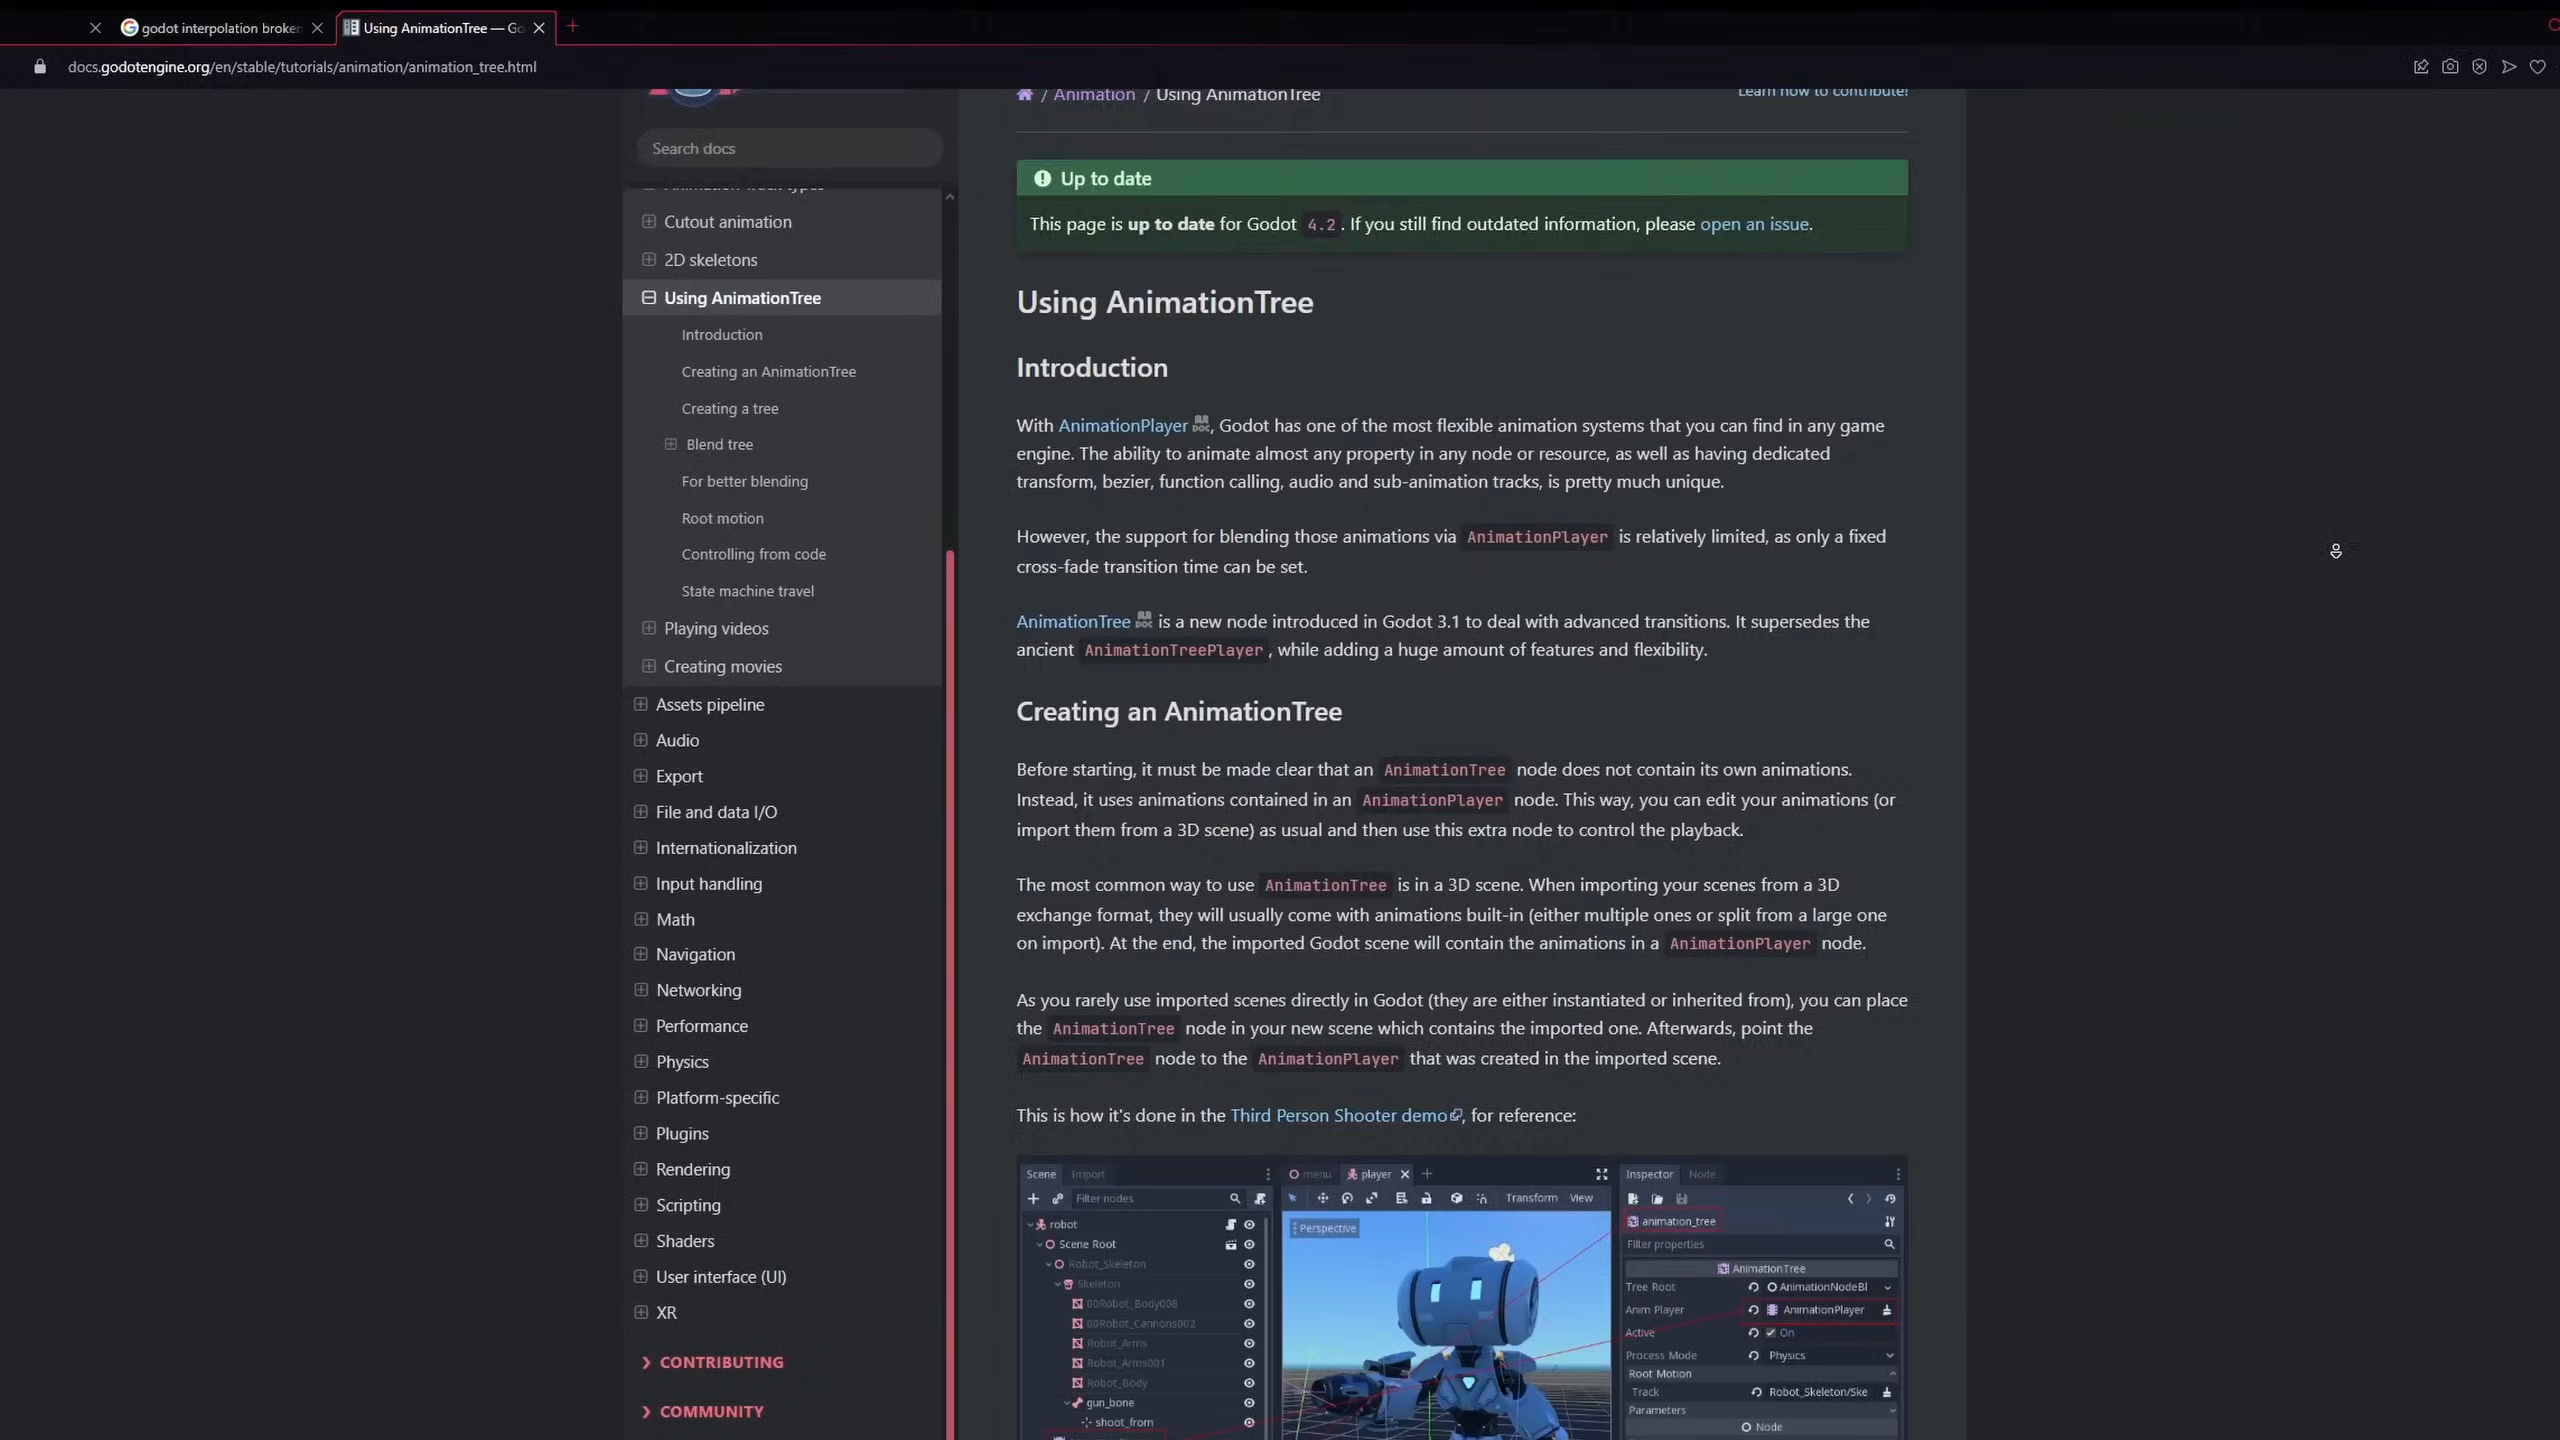 godot interpolation broken
Using AnimationTree — Go
docs.godotengine.org/en/stable/tutorials/animation/animation_tree.html
/ Animation / Using AnimationTree
Learn how to contribute!
Search docs
Animation Track types
Cutout animation
2D skeletons
Using AnimationTree
Introduction
Creating an AnimationTree
Creating a tree
Blend tree
For better blending
Root motion
Controlling from code
State machine travel
Playing videos
Creating movies
Assets pipeline
Audio
Export
File and data I/O
Internationalization
Input handling
Math
Navigation
Networking
Performance
Physics
Platform-specific
Plugins
Rendering
Scripting
Shaders
User interface (UI)
XR
CONTRIBUTING
COMMUNITY
Up to date
This page is up to date for Godot 4.2. If you still find outdated information, please open an issue.
Using AnimationTree
Introduction
With AnimationPlayer, Godot has one of the most flexible animation systems that you can find in any game
engine. The ability to animate almost any property in any node or resource, as well as having dedicated
transform, bezier, function calling, audio and sub-animation tracks, is pretty much unique.
However, the support for blending those animations via AnimationPlayer is relatively limited, as only a fixed
cross-fade transition time can be set.
AnimationTree is a new node introduced in Godot 3.1 to deal with advanced transitions. It supersedes the
ancient AnimationTreePlayer, while adding a huge amount of features and flexibility.
Creating an AnimationTree
Before starting, it must be made clear that an AnimationTree node does not contain its own animations.
Instead, it uses animations contained in an AnimationPlayer node. This way, you can edit your animations (or
import them from a 3D scene) as usual and then use this extra node to control the playback.
The most common way to use AnimationTree is in a 3D scene. When importing your scenes from a 3D
exchange format, they will usually come with animations built-in (either multiple ones or split from a large one
on import). At the end, the imported Godot scene will contain the animations in a AnimationPlayer node.
As you rarely use imported scenes directly in Godot (they are either instantiated or inherited from), you can place
the AnimationTree node in your new scene which contains the imported one. Afterwards, point the
AnimationTree node to the AnimationPlayer that was created in the imported scene.
This is how it's done in the Third Person Shooter demo, for reference:
Scene Import
Filter nodes
robot
Scene Root
Robot_Skeleton
Skeleton
00Robot_Body008
00Robot_Cannons002
Robot_Arms
Robot_Arms001
Robot_Body
gun_bone
shoot_from
menu player
Transform View
Perspective
Inspector Node
animation_tree
Filter properties
AnimationTree
Tree Root AnimationNodeBl
Anim Player AnimationPlayer
Active On
Process Mode Physics
Root Motion
Track Robot_Skeleton/Ske
Parameters
Node